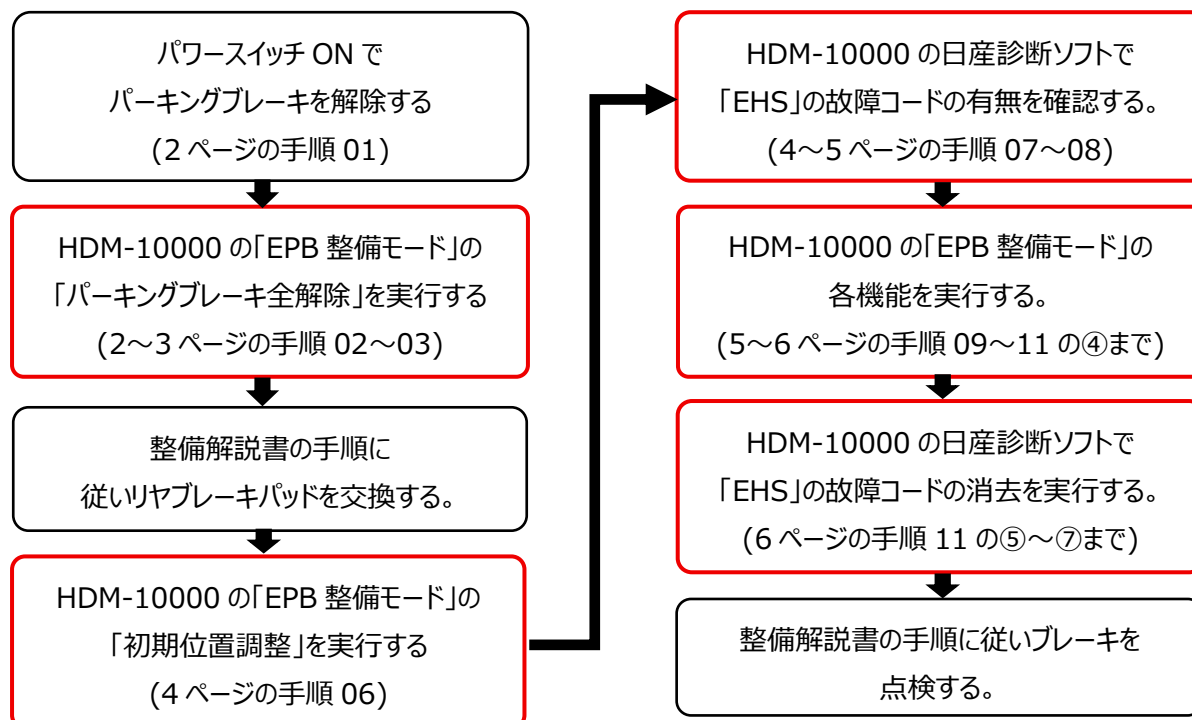 パワースイッチ ON で
パーキングブレーキを解除する
(2 ページの手順 01)
HDM-10000 の「EPB 整備モード」の
「パーキングブレーキ全解除」を実行する
(2～3 ページの手順 02～03)
整備解説書の手順に
従いリヤブレーキパッドを交換する。
HDM-10000 の「EPB 整備モード」の
「初期位置調整」を実行する
(4 ページの手順 06)
HDM-10000 の日産診断ソフトで
「EHS」の故障コードの有無を確認する。
(4～5 ページの手順 07～08)
HDM-10000 の「EPB 整備モード」の
各機能を実行する。
(5～6 ページの手順 09～11 の④まで)
HDM-10000 の日産診断ソフトで
「EHS」の故障コードの消去を実行する。
(6 ページの手順 11 の⑤～⑦まで)
整備解説書の手順に従いブレーキを
点検する。